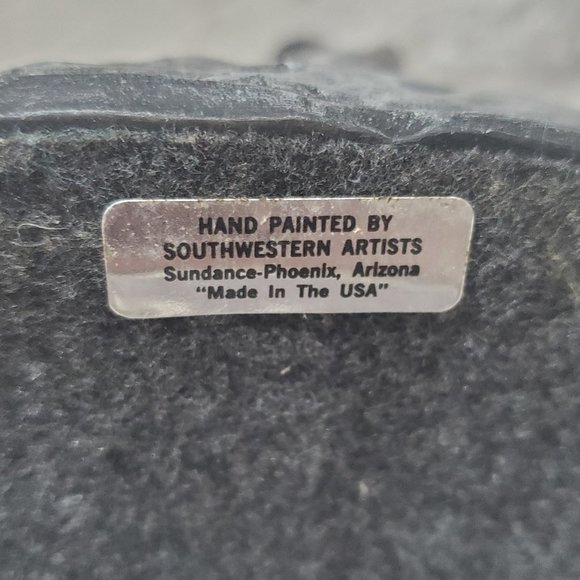 HAND PAINTED BY
SOUTHWESTERN ARTISTS
Sundance-Phoenix, Arizona
"Made In The USA"